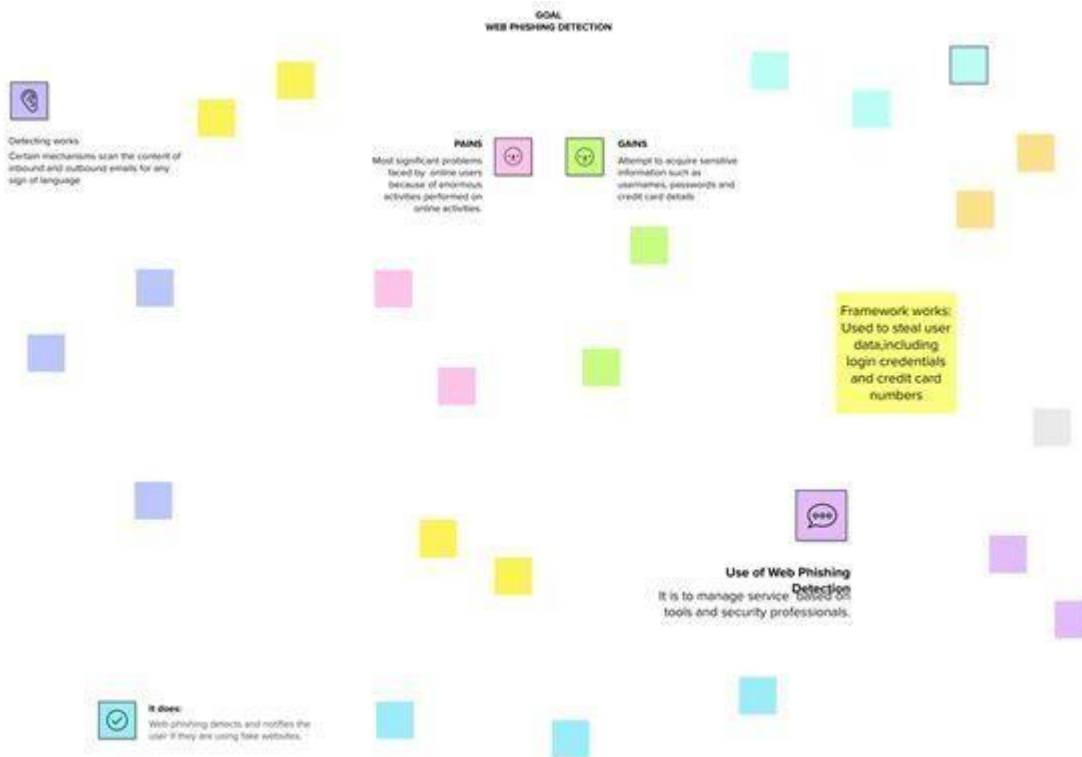 GOAL
WEB PHISHING DETECTION
Detecting works
Certain mechanisms scan the content of
inbound and outbound emails for any
sign of language
PAINS
Most significant problems
faced by online users
because of enormous
activities performed on
online activities.
GAINS
Attempt to acquire sensitive
information such as
usernames, passwords and
credit card details
Framework works:
Used to steal user
data,including
login credentials
and credit card
numbers
Use of Web Phishing
Detection
It is to manage service based on
tools and security professionals.
It does:
Web phishing detects and notifies the
user if they are using fake websites.